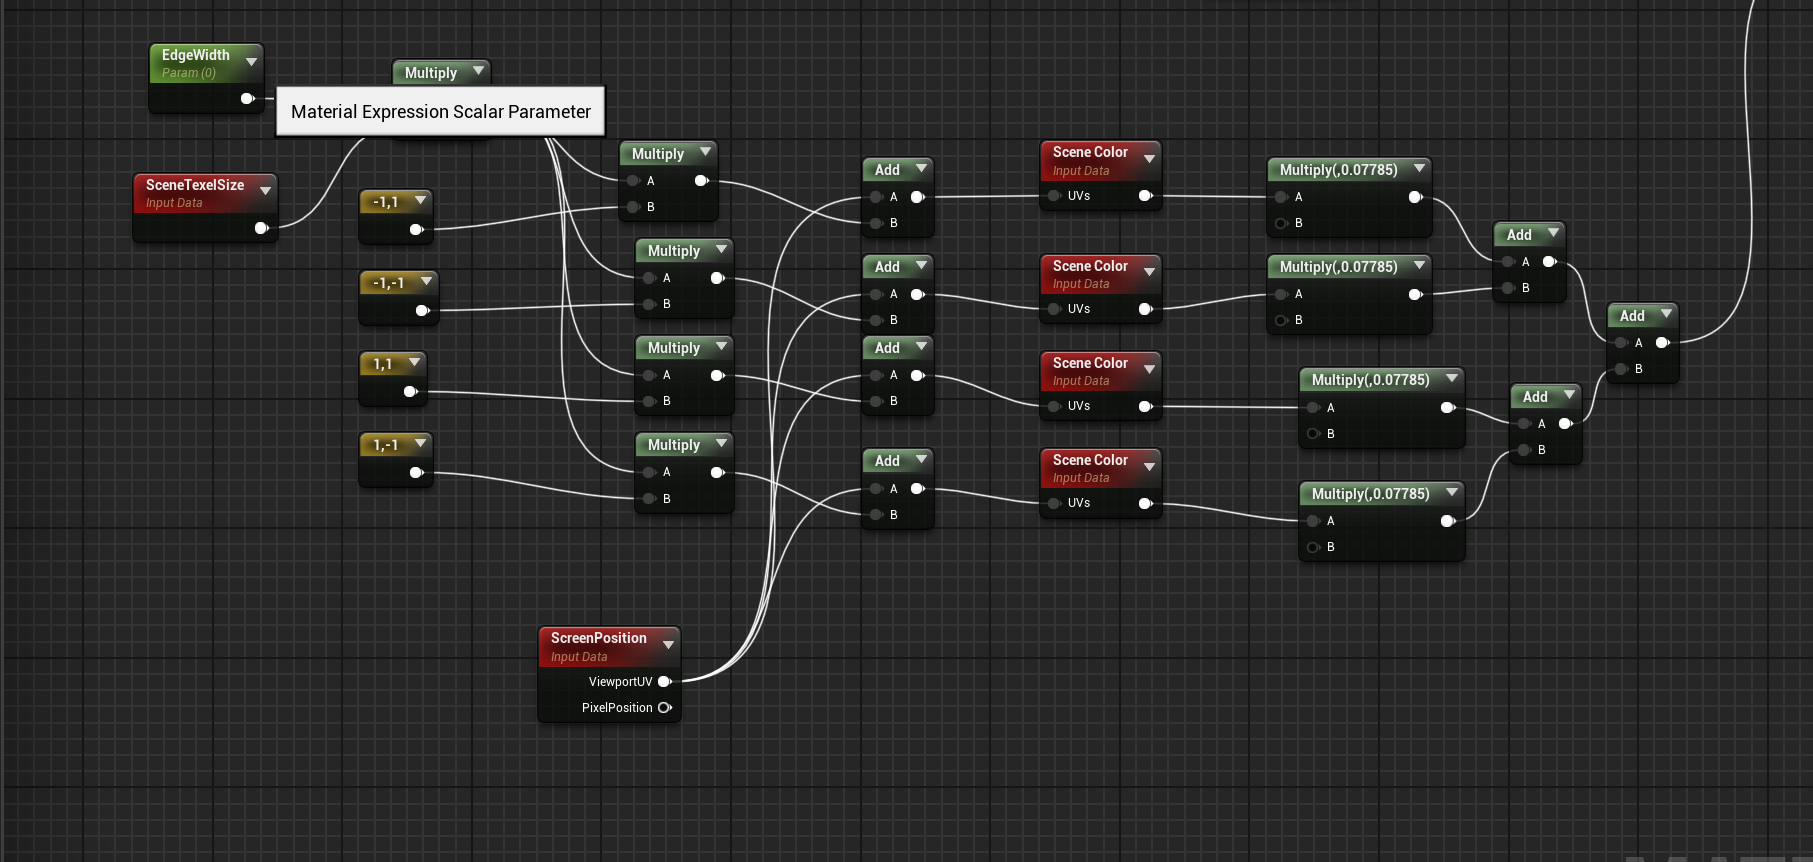 EdgeWidth
Param (0)
Multiply
Material Expression Scalar Parameter
SceneTexelSize
Input Data
-1,1
-1,-1
1,1
1,-1
Multiply
A
B
Multiply
A
B
Multiply
A
B
Multiply
A
B
ScreenPosition
Input Data
ViewportUV
PixelPosition
Add
A
B
Add
A
B
Add
A
B
Add
A
B
Scene Color
Input Data
UVs
Scene Color
Input Data
UVs
Scene Color
Input Data
UVs
Scene Color
Input Data
UVs
Multiply(,0.07785)
A
B
Multiply(,0.07785)
A
B
Multiply(,0.07785)
A
B
Multiply(,0.07785)
A
B
Add
A
B
Add
A
B
Add
A
B